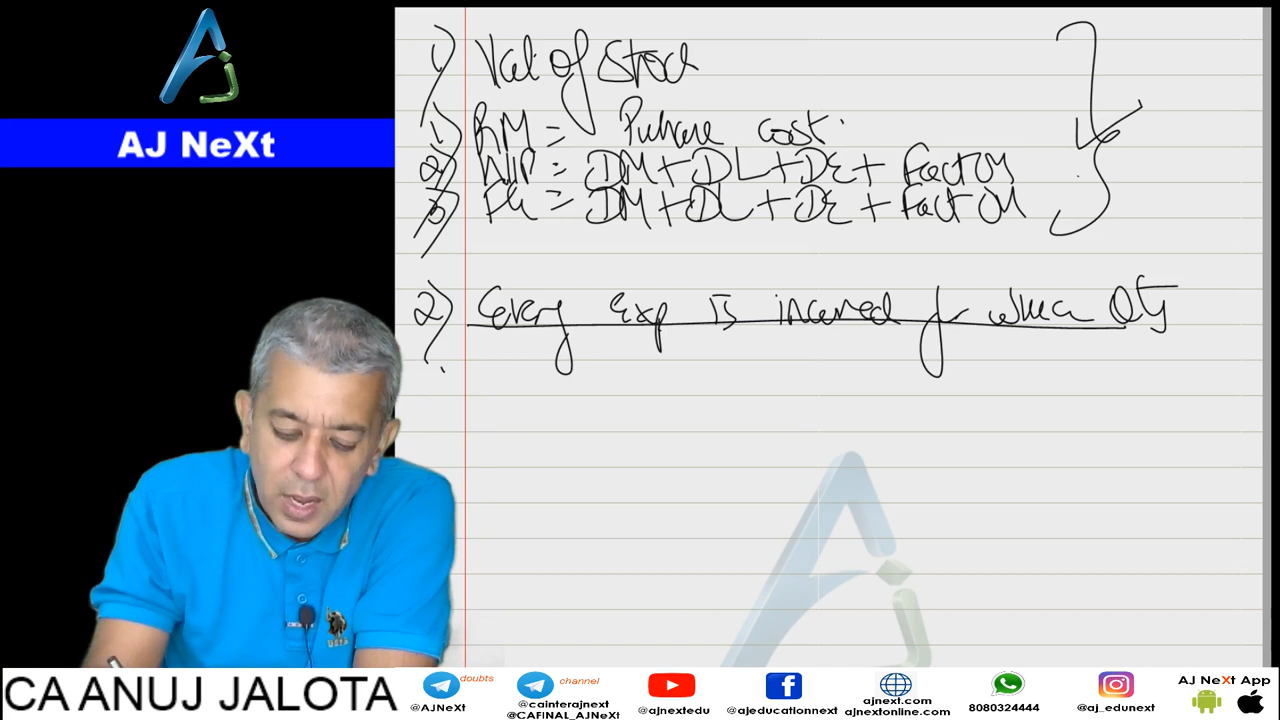 AJ NeXt
1) Val. of Stock
1) RM = Purchase cost.
2) WIP = DM + DL + DE + Fact OH
3) FG = DM + DL + DE + Fact OH
2) Every Exp is incurred for which Qty
CA ANUJ JALOTA
doubts
@AJNeXt
channel
@cainterajnext
@CAFINAL_AJNeXt
@ajnextedu
@ajeducationnext
ajnext.com
ajnextonline.com
8080324444
@aj_edunext
AJ NeXt App